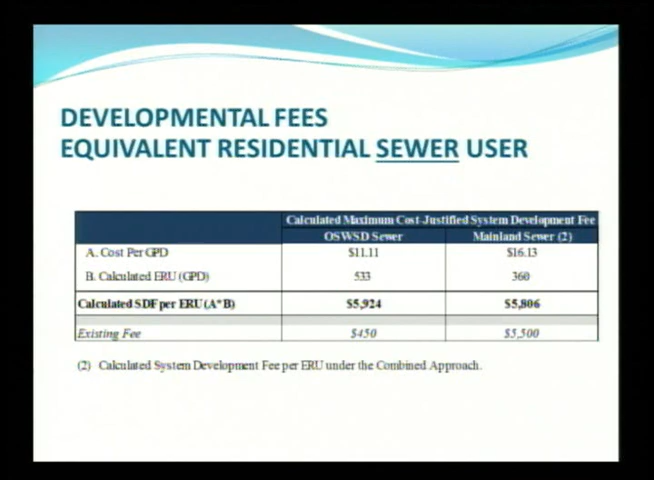 DEVELOPMENTAL FEES
EQUIVALENT RESIDENTIAL SEWER USER
Calculated Maximum Cost-Justified System Development Fee
OSWSD Sewer Mainland Sewer (2)
A. Cost Per GPD $11.11 $16.13
B. Calculated ERU (GPD) 533 360
Calculated SDF per ERU (A*B) $5,924 $5,806
Existing Fee $450 $5,500
(2) Calculated System Development Fee per ERU under the Combined Approach.